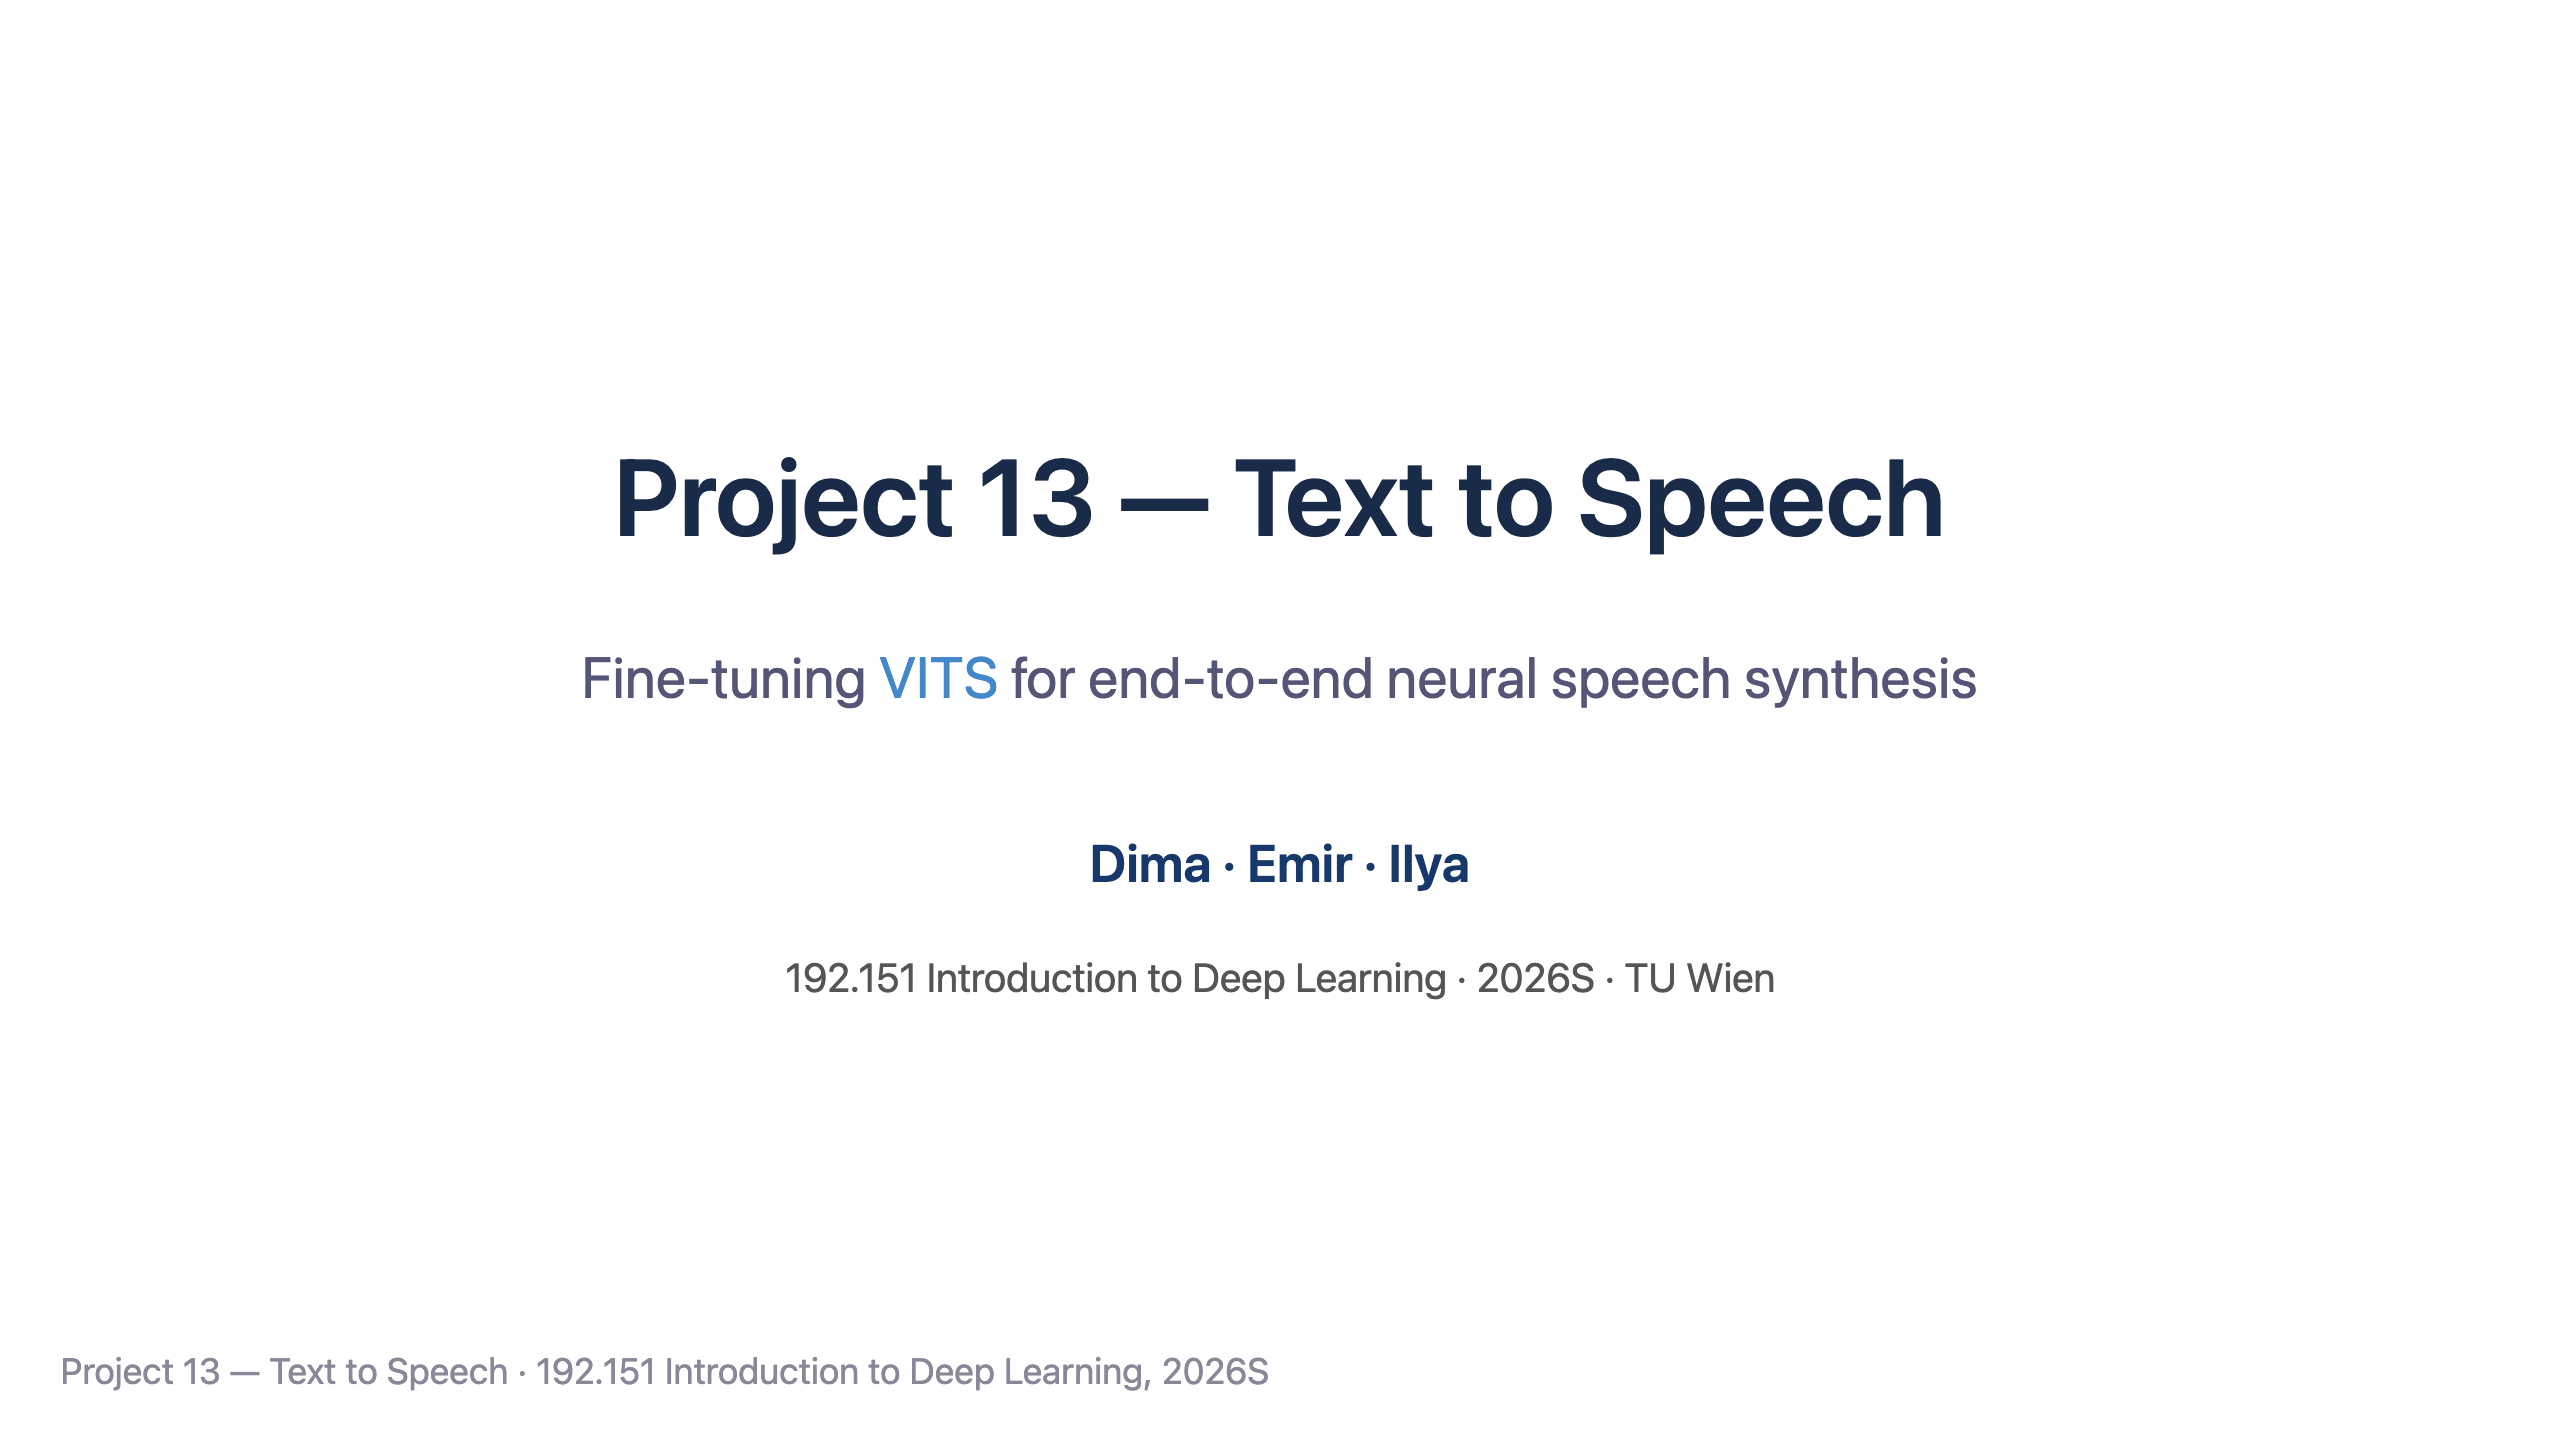 Project 13 — Text to Speech
Fine-tuning VITS for end-to-end neural speech synthesis
Dima · Emir · Ilya
192.151 Introduction to Deep Learning · 2026S · TU Wien
Project 13 — Text to Speech · 192.151 Introduction to Deep Learning, 2026S